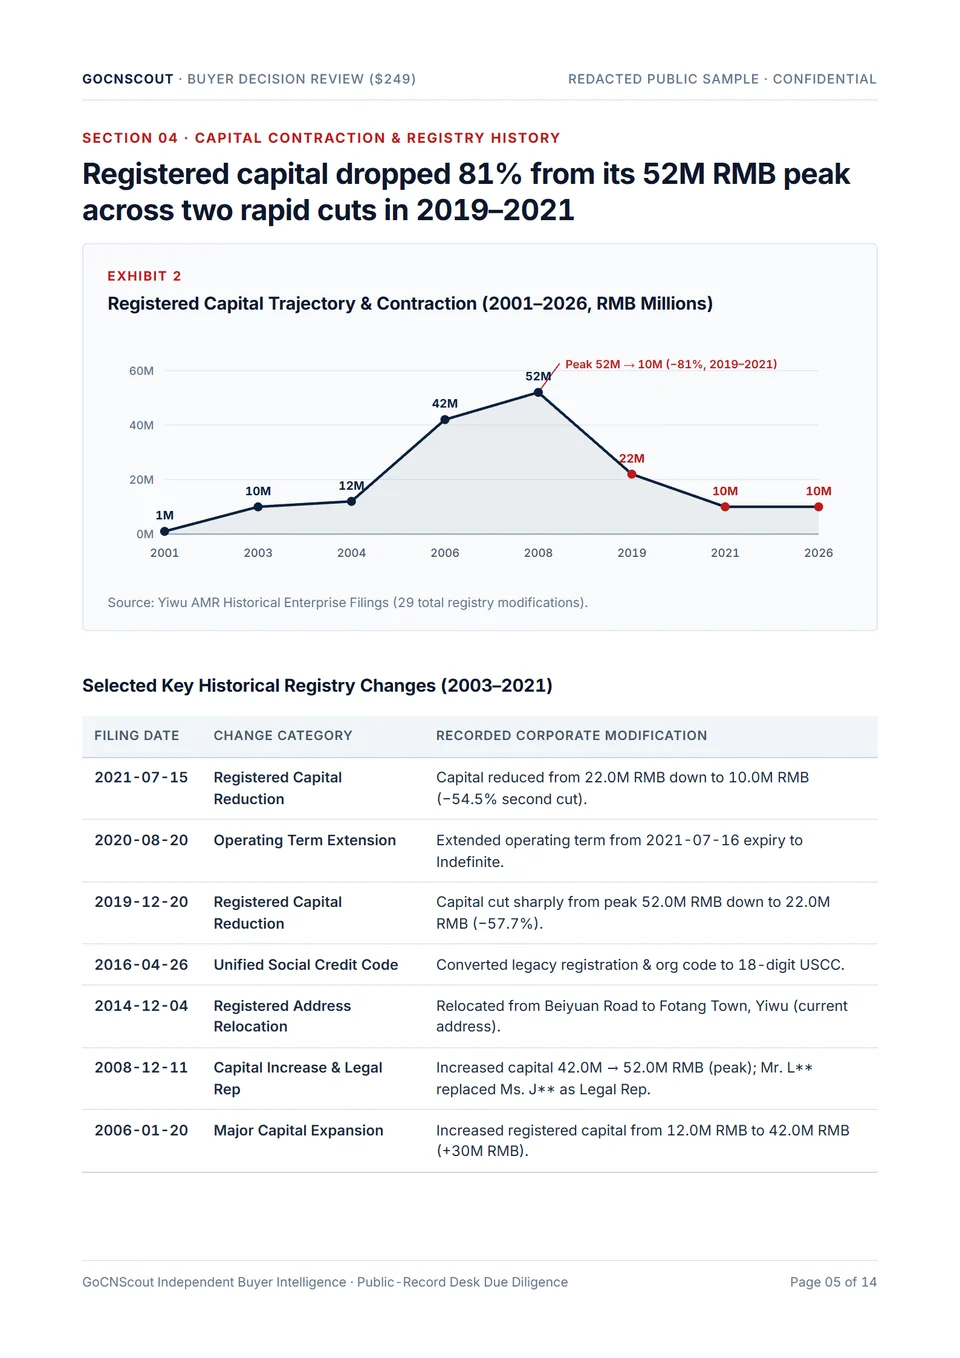 GOCNSCOUT · BUYER DECISION REVIEW ($249)
REDACTED PUBLIC SAMPLE · CONFIDENTIAL
SECTION 04 · CAPITAL CONTRACTION & REGISTRY HISTORY
Registered capital dropped 81% from its 52M RMB peak
across two rapid cuts in 2019–2021
EXHIBIT 2
Registered Capital Trajectory & Contraction (2001–2026, RMB Millions)
Peak 52M → 10M (−81%, 2019–2021)
60M
40M
20M
0M
1M
10M
12M
42M
52M
22M
10M
10M
2001
2003
2004
2006
2008
2019
2021
2026
Source: Yiwu AMR Historical Enterprise Filings (29 total registry modifications).
Selected Key Historical Registry Changes (2003–2021)
FILING DATE
CHANGE CATEGORY
RECORDED CORPORATE MODIFICATION
2021-07-15
Registered Capital
Reduction
Capital reduced from 22.0M RMB down to 10.0M RMB
(−54.5% second cut).
2020-08-20
Operating Term Extension
Extended operating term from 2021-07-16 expiry to
Indefinite.
2019-12-20
Registered Capital
Reduction
Capital cut sharply from peak 52.0M RMB down to 22.0M
RMB (−57.7%).
2016-04-26
Unified Social Credit Code
Converted legacy registration & org code to 18-digit USCC.
2014-12-04
Registered Address
Relocation
Relocated from Beiyuan Road to Fotang Town, Yiwu (current
address).
2008-12-11
Capital Increase & Legal
Rep
Increased capital 42.0M → 52.0M RMB (peak); Mr. L**
replaced Ms. J** as Legal Rep.
2006-01-20
Major Capital Expansion
Increased registered capital from 12.0M RMB to 42.0M RMB
(+30M RMB).
GoCNScout Independent Buyer Intelligence · Public-Record Desk Due Diligence
Page 05 of 14